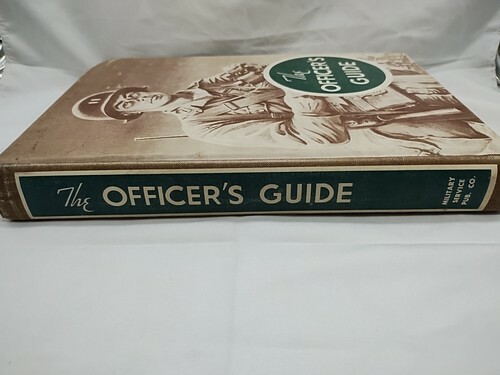 The
OFFICER'S
GUIDE
The OFFICER'S GUIDE
MILITARY
SERVICE
PUB. CO.